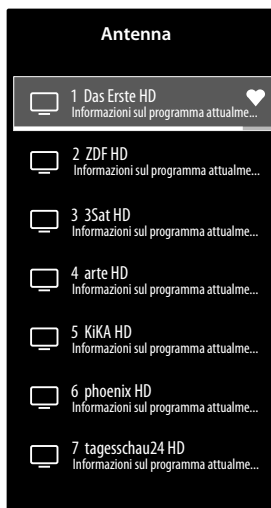 Antenna
1 Das Erste HD
Informazioni sul programma attualme...
2 ZDF HD
Informazioni sul programma attualme...
3 3Sat HD
Informazioni sul programma attualme...
4 arte HD
Informazioni sul programma attualme...
5 KiKA HD
Informazioni sul programma attualme...
6 phoenix HD
Informazioni sul programma attualme...
7 tagesschau24 HD
Informazioni sul programma attualme...